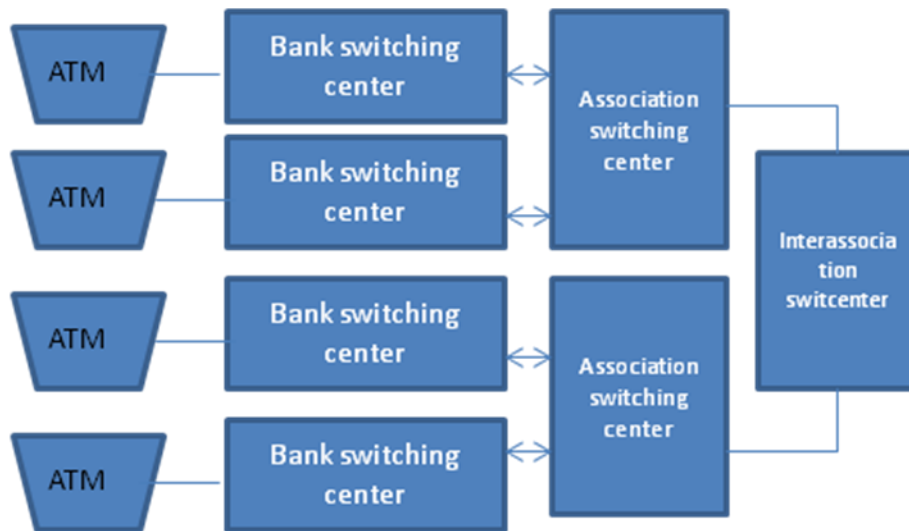 ATM
Bank switching
center
Association
switching
center
ATM
Bank switching
center
Interassocia
tion
switcenter
ATM
Bank switching
center
Association
switching
center
ATM
Bank switching
center